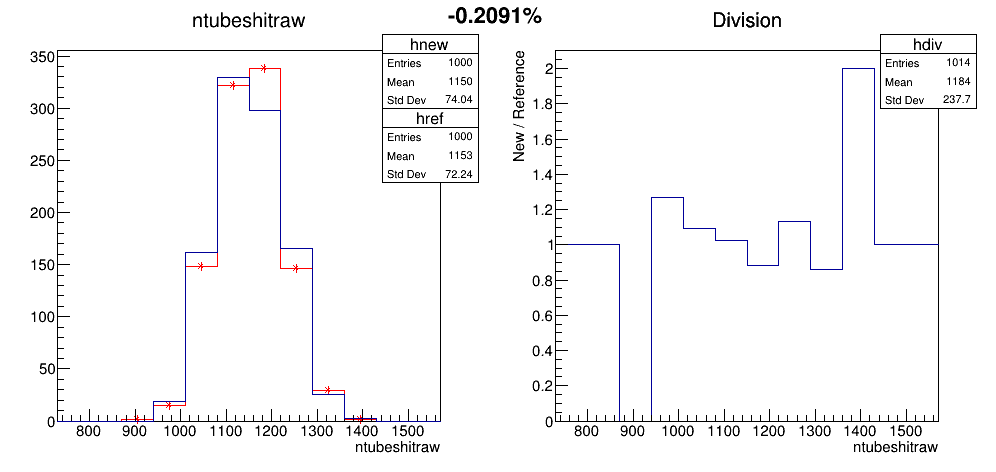 -0.2091%
ntubeshitraw
hnew
Entries 1000
Mean 1150
Std Dev 74.04
href
Entries 1000
Mean 1153
Std Dev 72.24
350
300
250
200
150
100
50
0
800 900 1000 1100 1200 1300 1400 1500
ntubeshitraw
Division
hdiv
Entries 1014
Mean 1184
Std Dev 237.7
New / Reference
2
1.8
1.6
1.4
1.2
1
0.8
0.6
0.4
0.2
0
800 900 1000 1100 1200 1300 1400 1500
ntubeshitraw